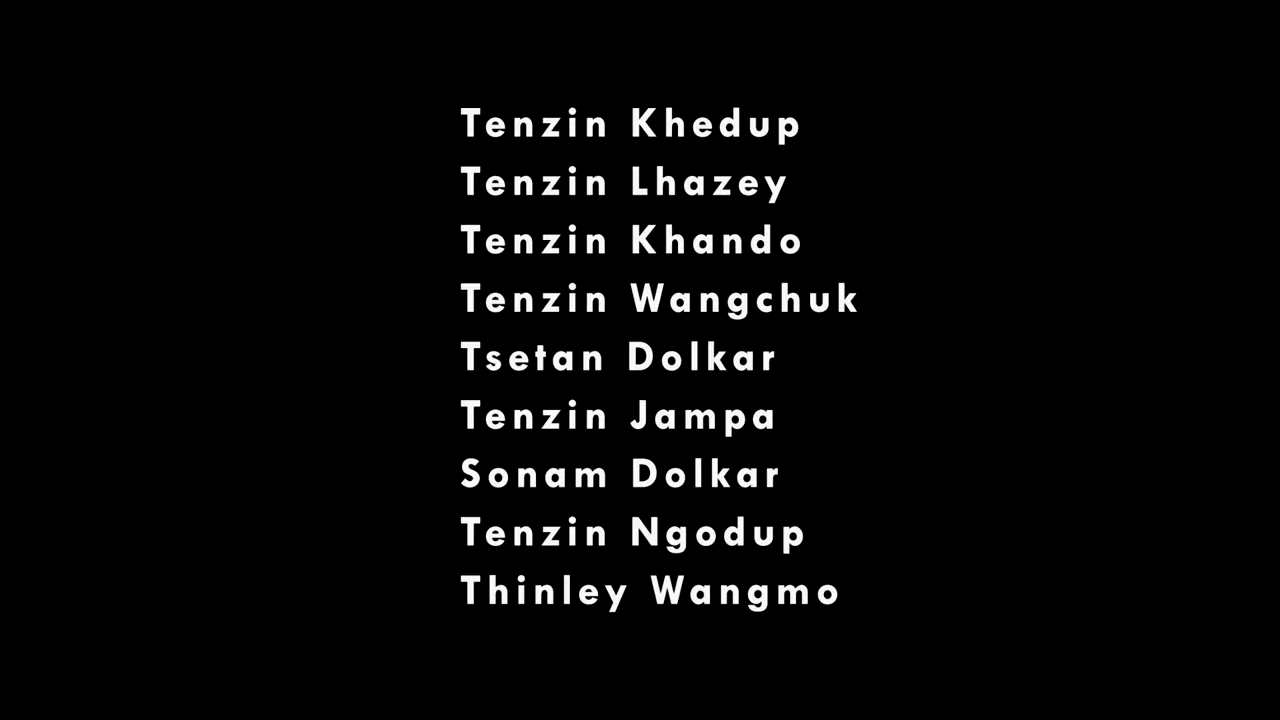 Tenzin Khedup
Tenzin Lhazey
Tenzin Khando
Tenzin Wangchuk
Tsetan Dolkar
Tenzin Jampa
Sonam Dolkar
Tenzin Ngodup
Thinley Wangmo